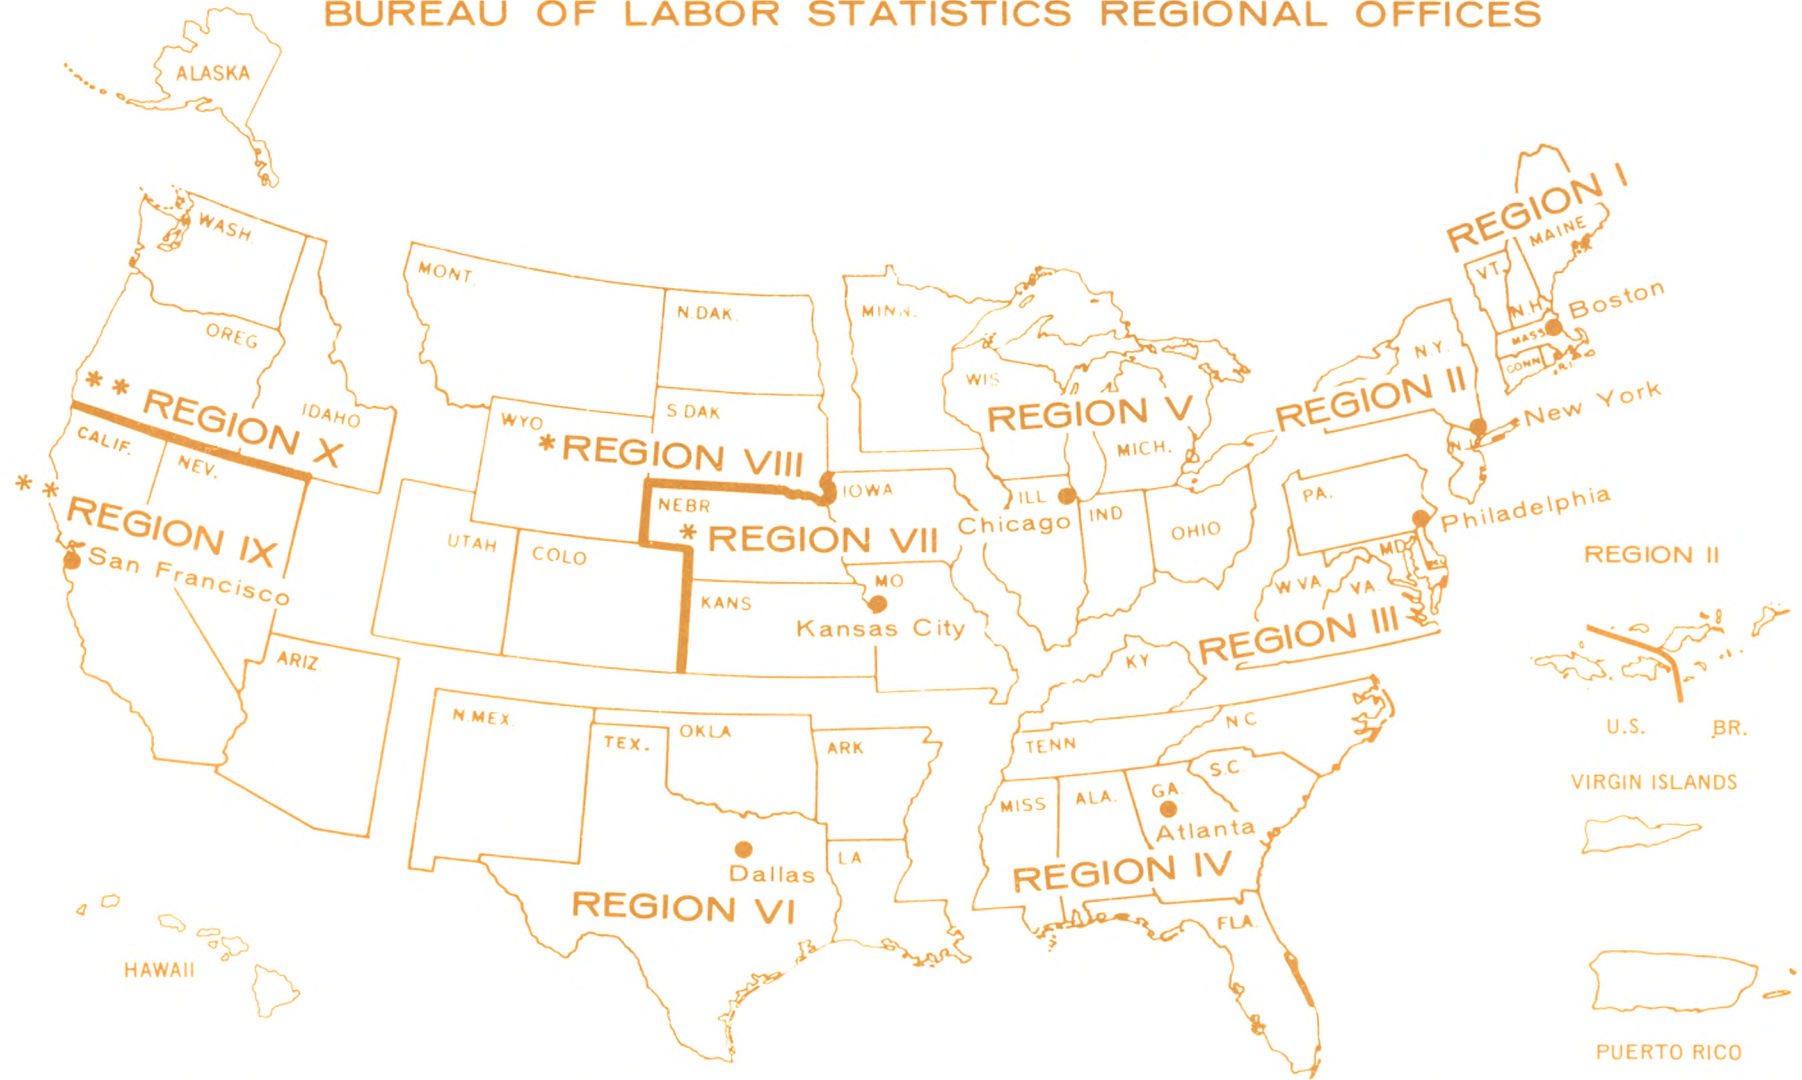 BUREAU OF LABOR STATISTICS REGIONAL OFFICES
ALASKA
REGION I
MAINE
WASH.
VT.
MONT.
N.H.
Boston
N.DAK.
MINN.
OREG
MASS.
N.Y.
CONN
R.I.
WIS
REGION II
New York
** REGION X
IDAHO
WYO
S DAK
REGION V
CALIF.
*REGION VIII
MICH.
N.J.
NEV.
IOWA
ILL
PA.
**
REGION IX
NEBR
* REGION VII
Chicago
IND
OHIO
Philadelphia
UTAH
COLO
MD
REGION II
San Francisco
KANS
MO
W VA.
VA.
Kansas City
REGION III
ARIZ.
KY
N.MEX.
TEX.
OKLA
ARK
TENN
N C
U.S.
BR.
S.C
VIRGIN ISLANDS
MISS
ALA.
GA.
Atlanta
Dallas
LA
REGION IV
REGION VI
FLA.
HAWAII
PUERTO RICO